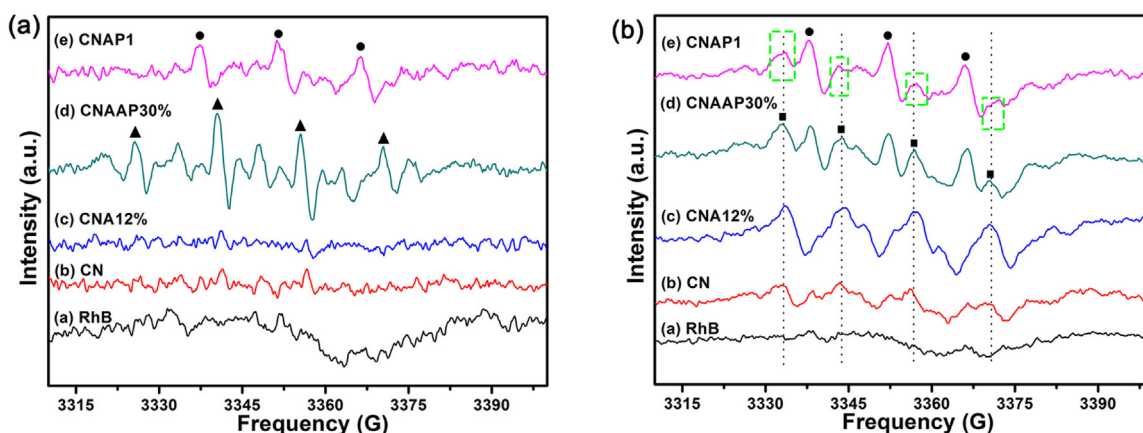 (a)
(e) CNAP1
(d) CNAAP30%
(c) CNA12%
(b) CN
(a) RhB
Intensity (a.u.)
3315 3330 3345 3360 3375 3390
Frequency (G)
(b)
(e) CNAP1
(d) CNAAP30%
(c) CNA12%
(b) CN
(a) RhB
Intensity (a.u.)
3315 3330 3345 3360 3375 3390
Frequency (G)